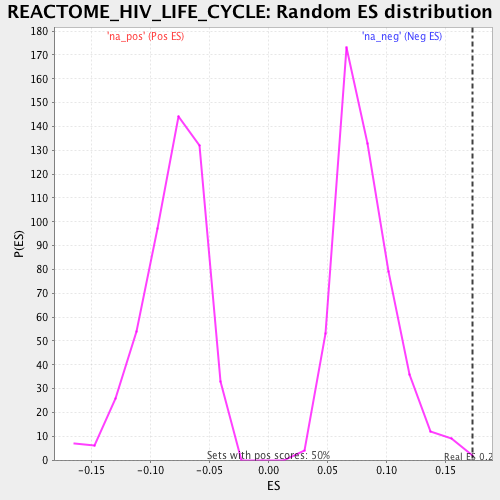 REACTOME_HIV_LIFE_CYCLE: Random ES distribution
'na_pos' (Pos ES)
'na_neg' (Neg ES)
180
170
160
150
140
130
120
110
100
90
80
70
60
50
40
30
20
10
0
P(ES)
Sets with pos scores: 50%
Real ES 0.2
-0.15 -0.10 -0.05 0.00 0.05 0.10 0.15
ES